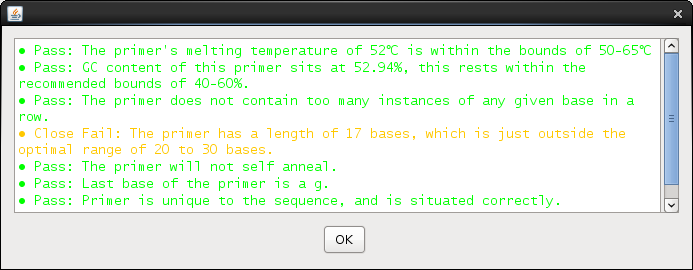 ● Pass: The primer's melting temperature of 52℃ is within the bounds of 50-65℃
● Pass: GC content of this primer sits at 52.94%, this rests within the
recommended bounds of 40-60%.
● Pass: The primer does not contain too many instances of any given base in a
row.
● Close Fail: The primer has a length of 17 bases, which is just outside the
optimal range of 20 to 30 bases.
● Pass: The primer will not self anneal.
● Pass: Last base of the primer is a g.
● Pass: Primer is unique to the sequence, and is situated correctly.
OK